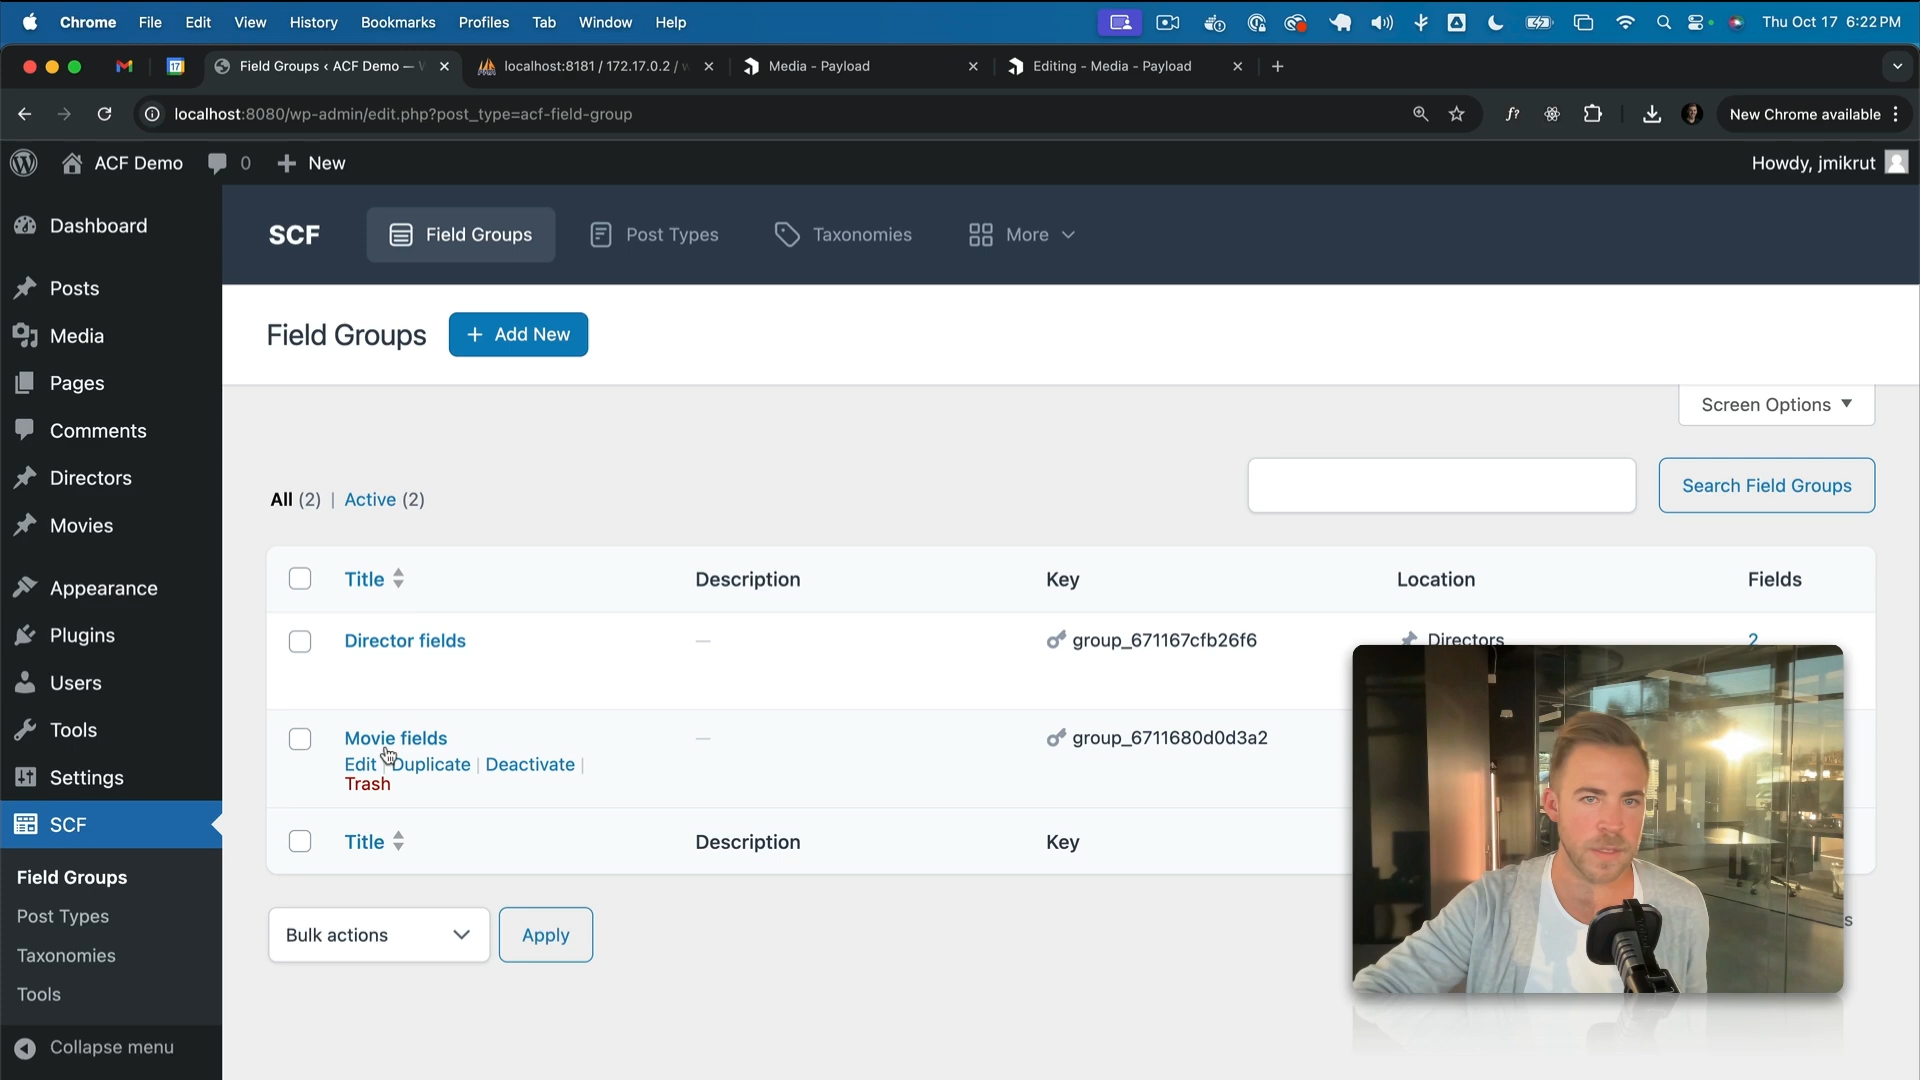 Chrome File Edit View History Bookmarks Profiles Tab Window Help Thu Oct 17 6:22 PM
17 Field Groups ‹ ACF Demo — localhost:8181 / 172.17.0.2 / Media - Payload Editing - Media - Payload
localhost:8080/wp-admin/edit.php?post_type=acf-field-group f? New Chrome available
ACF Demo 0 New Howdy, jmikrut
Dashboard
Posts
Media
Pages
Comments
Directors
Movies
Appearance
Plugins
Users
Tools
Settings
SCF
Field Groups
Post Types
Taxonomies
Tools
Collapse menu
SCF Field Groups Post Types Taxonomies More
Field Groups + Add New
Screen Options
All (2) | Active (2) Search Field Groups
Title Description Key Location Fields
Director fields — group_671167cfb26f6 Directors 2
Movie fields — group_6711680d0d3a2
Edit | Duplicate | Deactivate |
Trash
Title Description Key
Bulk actions Apply